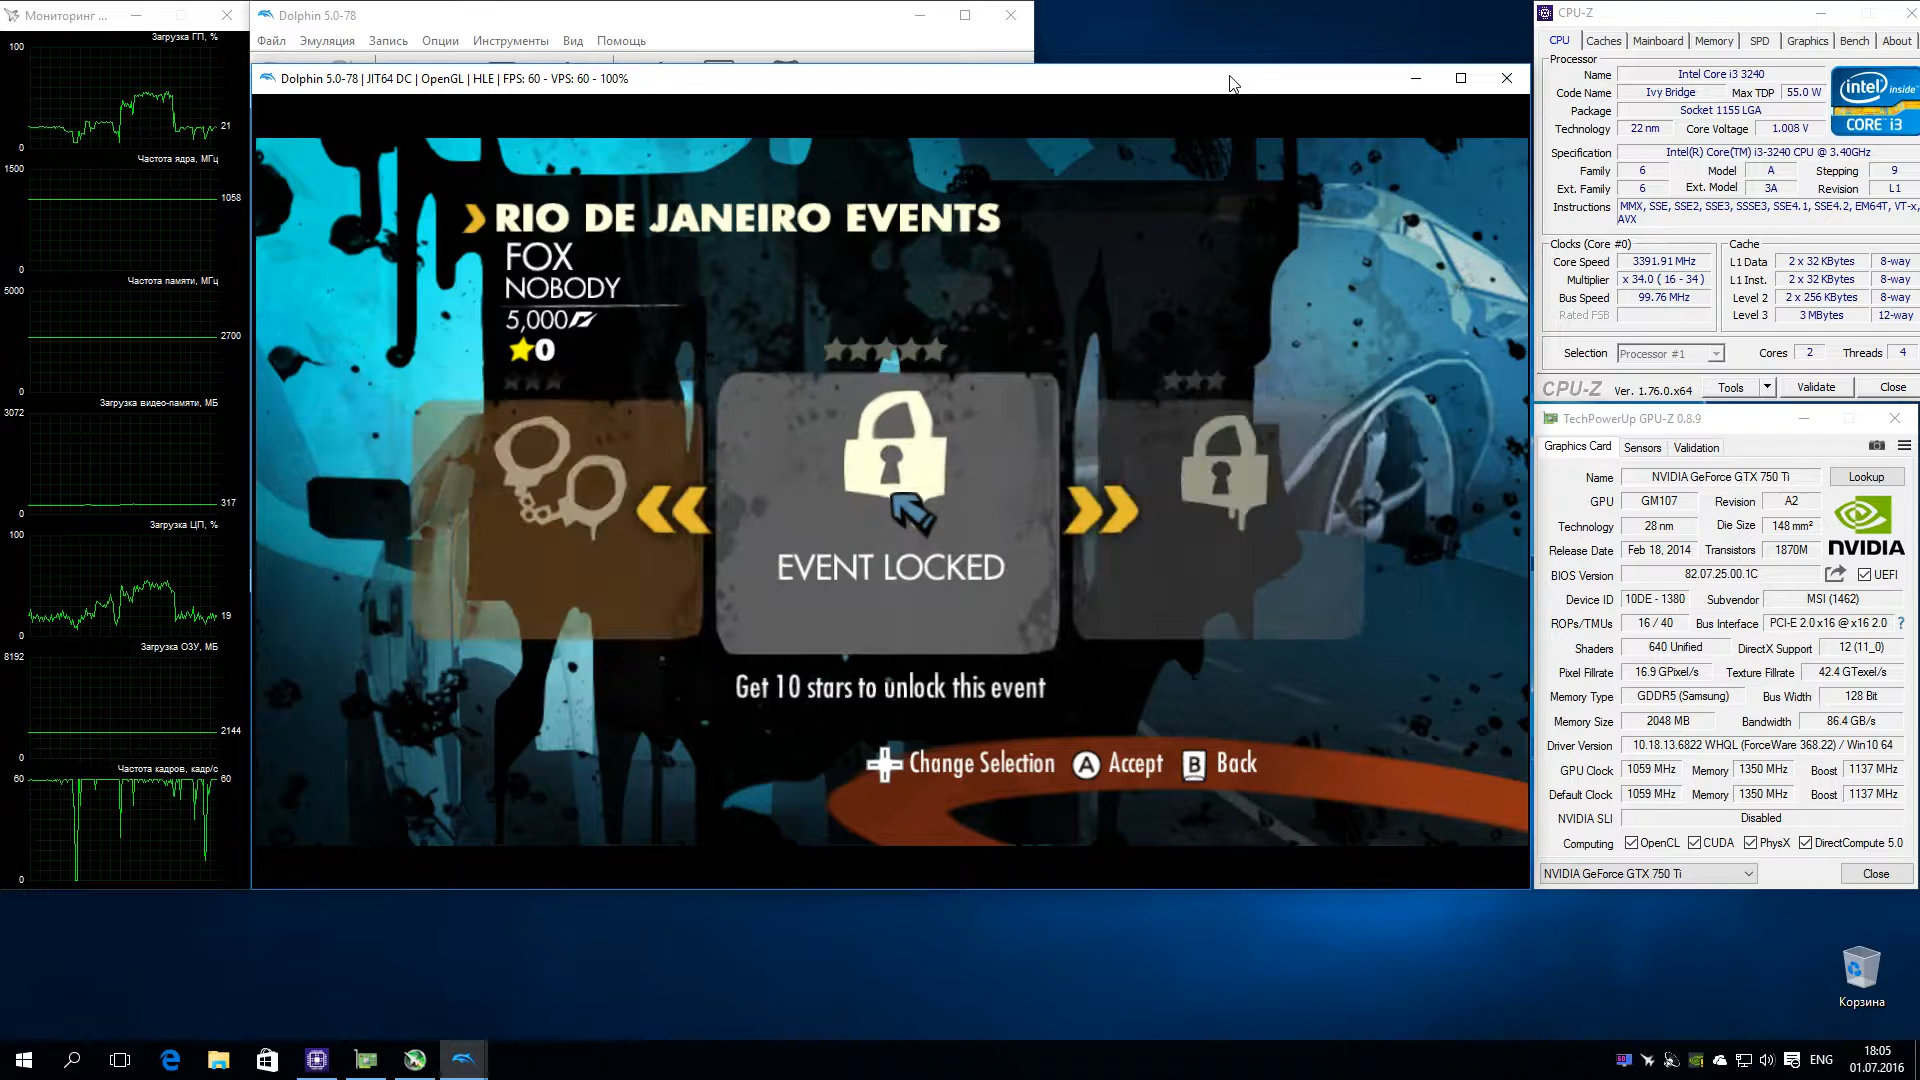 Мониторинг ...
Загрузка ГП, %
100
21
0
Частота ядра, МГц
1500
1058
0
Частота памяти, МГц
5000
2700
0
Загрузка видео-памяти, МБ
3072
317
0
Загрузка ЦП, %
100
19
0
Загрузка ОЗУ, МБ
8192
2144
0
Частота кадров, кадр/с
60
60
0
Dolphin 5.0-78
Файл Эмуляция Запись Опции Инструменты Вид Помощь
Dolphin 5.0-78 | JIT64 DC | OpenGL | HLE | FPS: 60 - VPS: 60 - 100%
RIO DE JANEIRO EVENTS
FOX
NOBODY
5,000
0
EVENT LOCKED
Get 10 stars to unlock this event
Change Selection A Accept B Back
CPU-Z
CPU Caches Mainboard Memory SPD Graphics Bench About
Processor
Name Intel Core i3 3240
Code Name Ivy Bridge Max TDP 55.0 W
Package Socket 1155 LGA
Technology 22 nm Core Voltage 1.008 V
intel inside
CORE i3
Specification Intel(R) Core(TM) i3-3240 CPU @ 3.40GHz
Family 6 Model A Stepping 9
Ext. Family 6 Ext. Model 3A Revision L1
Instructions MMX, SSE, SSE2, SSE3, SSSE3, SSE4.1, SSE4.2, EM64T, VT-x,
AVX
Clocks (Core #0) Cache
Core Speed 3391.91 MHz L1 Data 2 x 32 KBytes 8-way
Multiplier x 34.0 ( 16 - 34 ) L1 Inst. 2 x 32 KBytes 8-way
Bus Speed 99.76 MHz Level 2 2 x 256 KBytes 8-way
Rated FSB Level 3 3 MBytes 12-way
Selection Processor #1 Cores 2 Threads 4
CPU-Z Ver. 1.76.0.x64 Tools Validate Close
TechPowerUp GPU-Z 0.8.9
Graphics Card Sensors Validation
Name NVIDIA GeForce GTX 750 Ti Lookup
GPU GM107 Revision A2
Technology 28 nm Die Size 148 mm²
Release Date Feb 18, 2014 Transistors 1870M
NVIDIA
BIOS Version 82.07.25.00.1C UEFI
Device ID 10DE - 1380 Subvendor MSI (1462)
ROPs/TMUs 16 / 40 Bus Interface PCI-E 2.0 x16 @ x16 2.0 ?
Shaders 640 Unified DirectX Support 12 (11_0)
Pixel Fillrate 16.9 GPixel/s Texture Fillrate 42.4 GTexel/s
Memory Type GDDR5 (Samsung) Bus Width 128 Bit
Memory Size 2048 MB Bandwidth 86.4 GB/s
Driver Version 10.18.13.6822 WHQL (ForceWare 368.22) / Win10 64
GPU Clock 1059 MHz Memory 1350 MHz Boost 1137 MHz
Default Clock 1059 MHz Memory 1350 MHz Boost 1137 MHz
NVIDIA SLI Disabled
Computing OpenCL CUDA PhysX DirectCompute 5.0
NVIDIA GeForce GTX 750 Ti Close
Корзина
60 ENG
18:05
01.07.2016